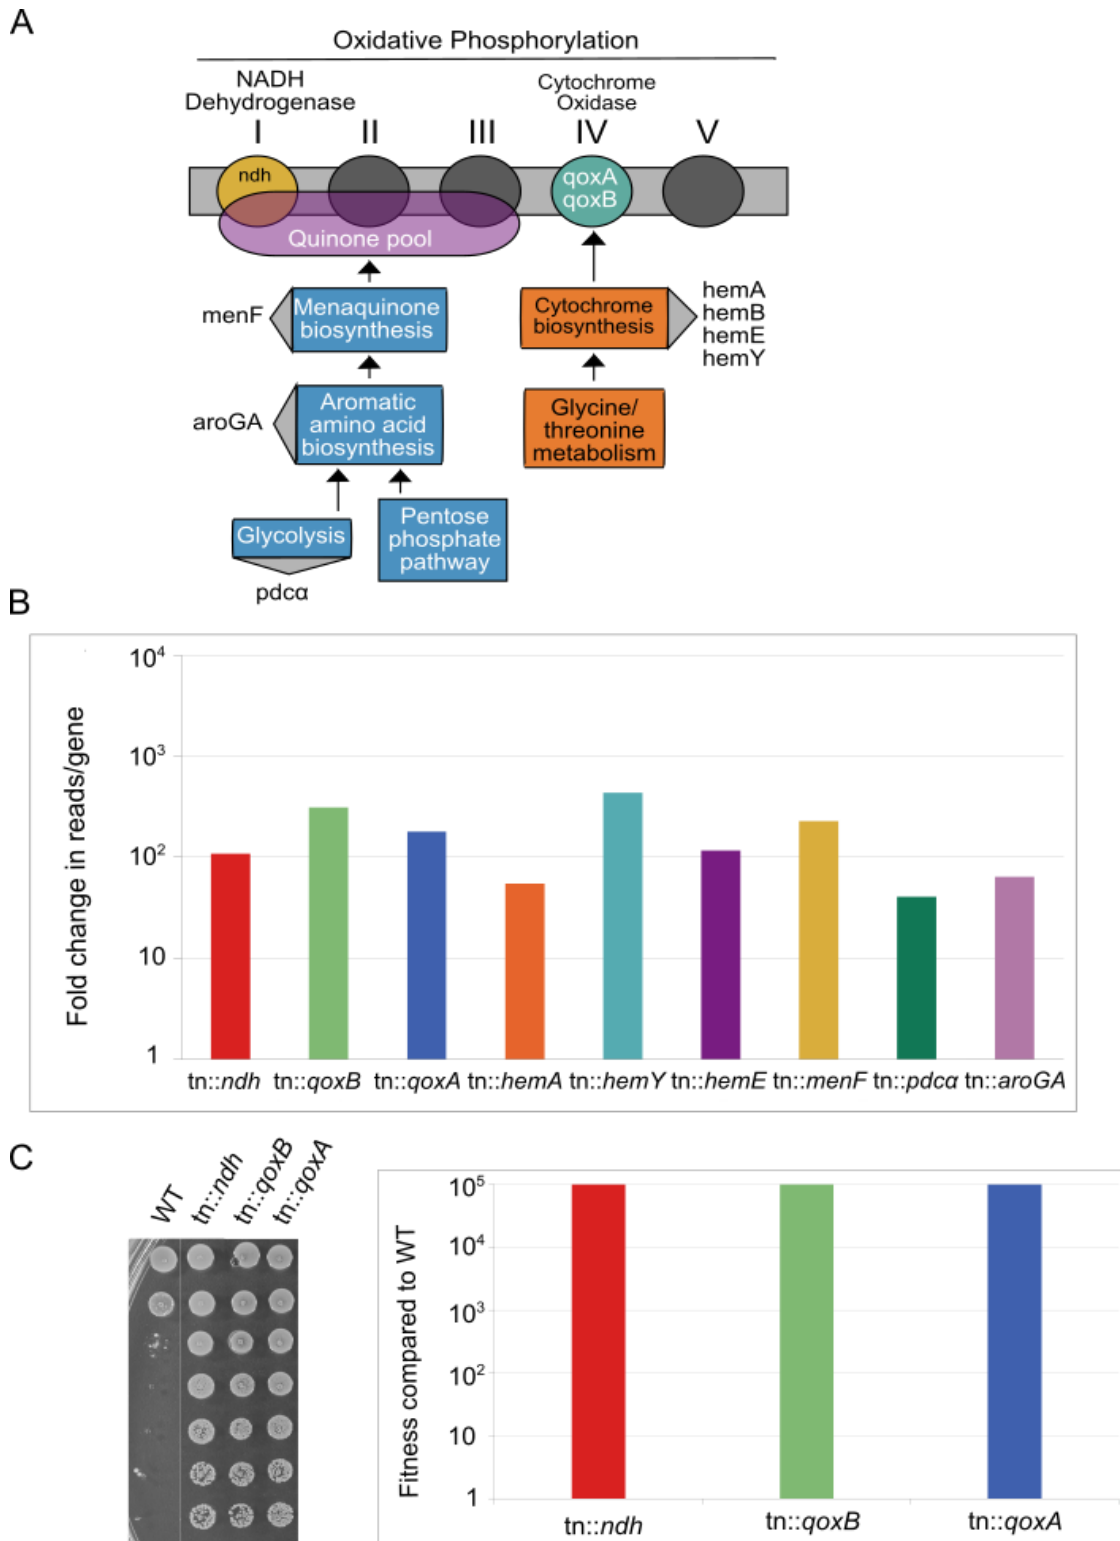 A
Oxidative Phosphorylation
NADH
Dehydrogenase
Cytochrome
Oxidase
I II III IV V
ndh
qoxA
qoxB
Quinone pool
menF
Menaquinone
biosynthesis
Cytochrome
biosynthesis
hemA
hemB
hemE
hemY
aroGA
Aromatic
amino acid
biosynthesis
Glycine/
threonine
metabolism
Glycolysis
Pentose
phosphate
pathway
pdcα
B
Fold change in reads/gene
10⁴
10³
10²
10
1
tn::ndh tn::qoxB tn::qoxA tn::hemA tn::hemY tn::hemE tn::menF tn::pdcα tn::aroGA
C
WT
tn::ndh
tn::qoxB
tn::qoxA
Fitness compared to WT
10⁵
10⁴
10³
10²
10
1
tn::ndh tn::qoxB tn::qoxA